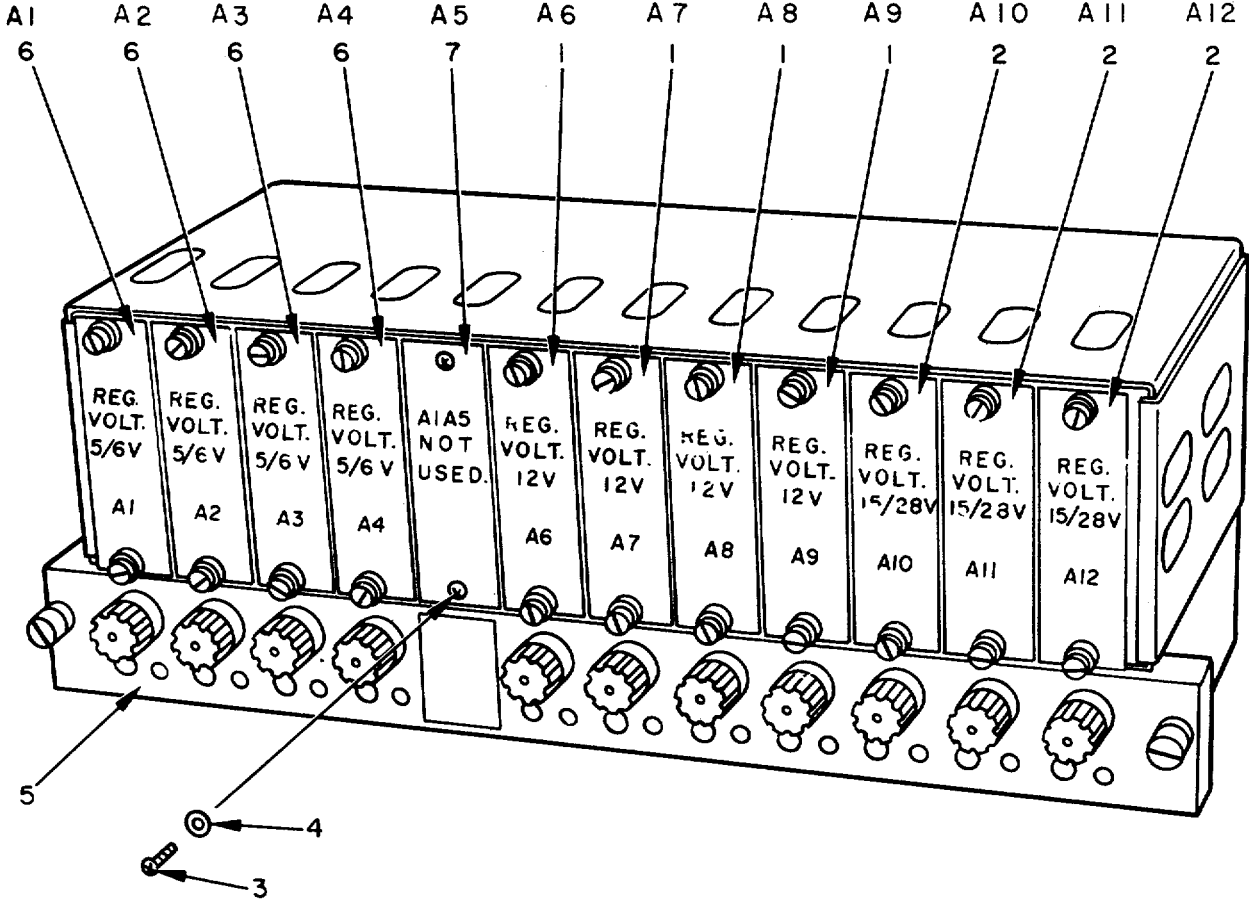 A1 A2 A3 A4 A5 A6 A7 A8 A9 A10 A11 A12
6 6 6 6 7 1 1 1 1 2 2 2
REG.
VOLT.
5/6V
A1
REG.
VOLT.
5/6V
A2
REG.
VOLT.
5/6V
A3
REG.
VOLT.
5/6V
A4
A1A5
NOT
USED.
REG.
VOLT.
12V
A6
REG.
VOLT.
12V
A7
REG.
VOLT.
12V
A8
REG.
VOLT.
12V
A9
REG.
VOLT.
15/28V
A10
REG.
VOLT.
15/28V
A11
REG.
VOLT.
15/28V
A12
5
4
3